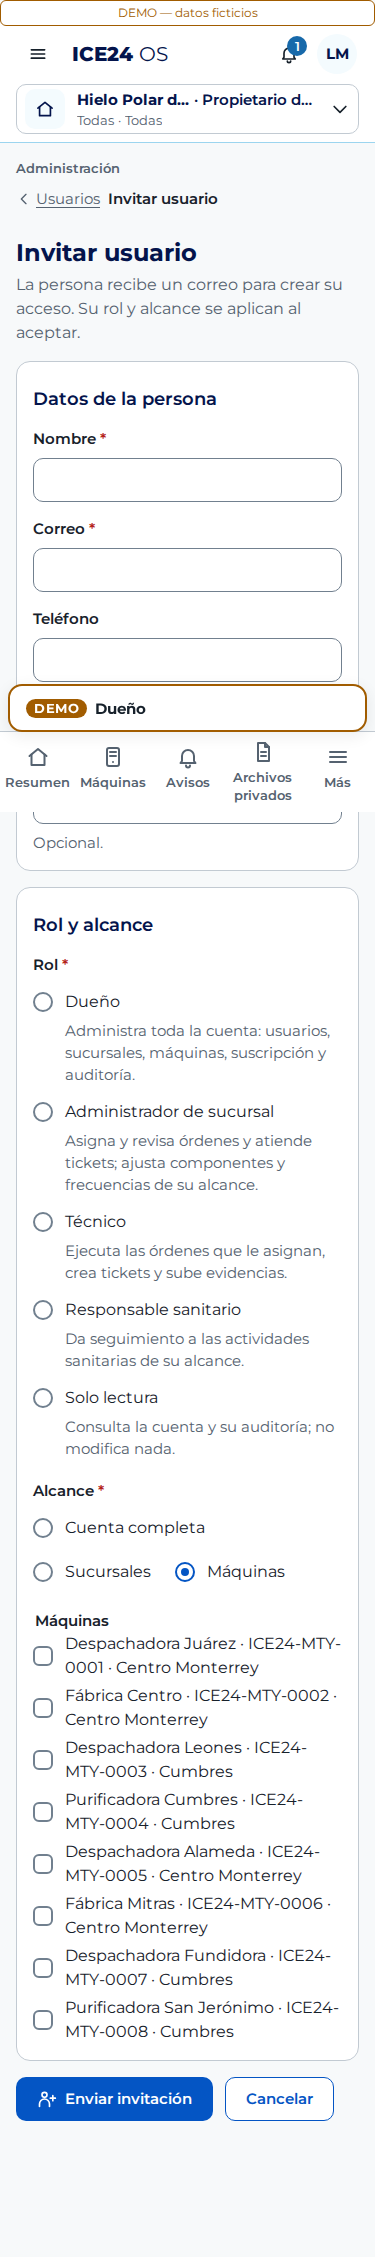 DEMO — datos ficticios
ICE24 OS
1
LM
Hielo Polar d... · Propietario d...
Todas · Todas
Administración
Usuarios Invitar usuario
Invitar usuario
La persona recibe un correo para crear su
acceso. Su rol y alcance se aplican al
aceptar.
Datos de la persona
Nombre *
Correo *
Teléfono
DEMO Dueño
Resumen
Máquinas
Avisos
Archivos
privados
Más
Opcional.
Rol y alcance
Rol *
Dueño
Administra toda la cuenta: usuarios,
sucursales, máquinas, suscripción y
auditoría.
Administrador de sucursal
Asigna y revisa órdenes y atiende
tickets; ajusta componentes y
frecuencias de su alcance.
Técnico
Ejecuta las órdenes que le asignan,
crea tickets y sube evidencias.
Responsable sanitario
Da seguimiento a las actividades
sanitarias de su alcance.
Solo lectura
Consulta la cuenta y su auditoría; no
modifica nada.
Alcance *
Cuenta completa
Sucursales Máquinas
Máquinas
Despachadora Juárez · ICE24-MTY-
0001 · Centro Monterrey
Fábrica Centro · ICE24-MTY-0002 ·
Centro Monterrey
Despachadora Leones · ICE24-
MTY-0003 · Cumbres
Purificadora Cumbres · ICE24-
MTY-0004 · Cumbres
Despachadora Alameda · ICE24-
MTY-0005 · Centro Monterrey
Fábrica Mitras · ICE24-MTY-0006 ·
Centro Monterrey
Despachadora Fundidora · ICE24-
MTY-0007 · Cumbres
Purificadora San Jerónimo · ICE24-
MTY-0008 · Cumbres
Enviar invitación
Cancelar